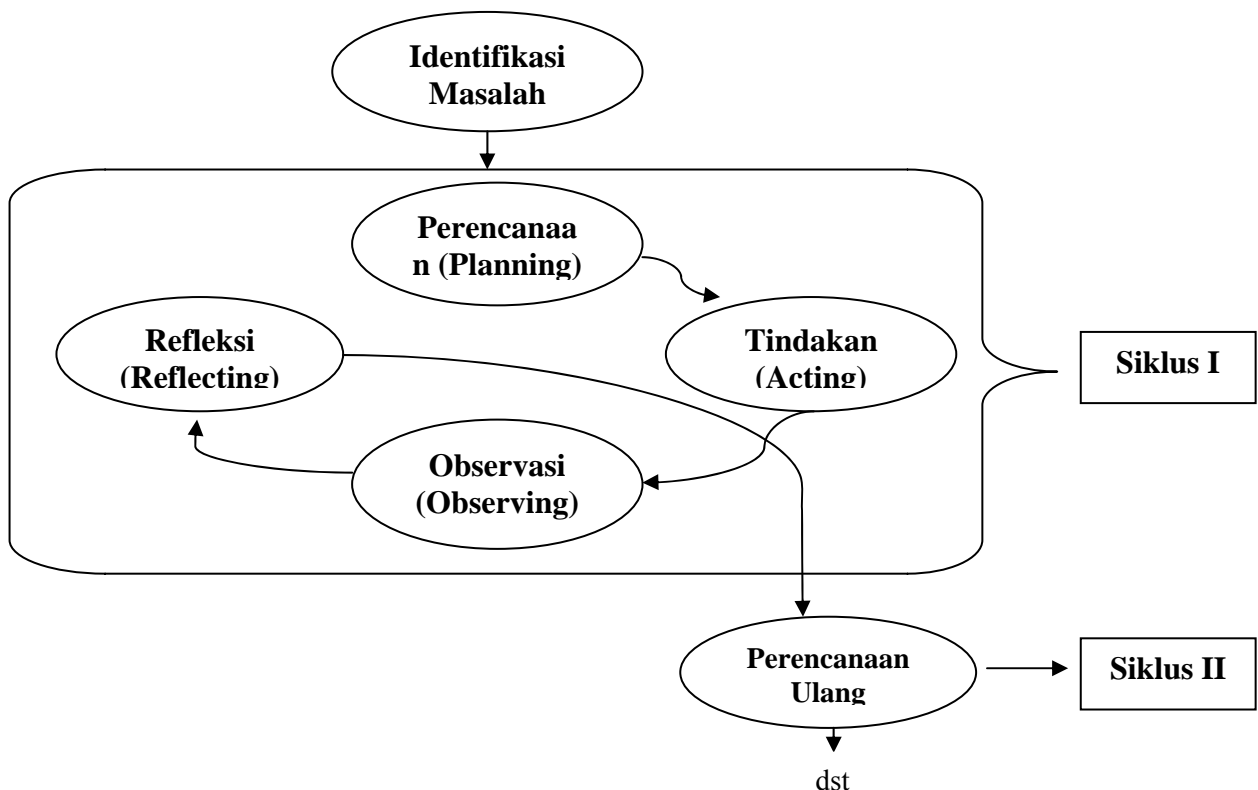 Identifikasi
Masalah
Perencanaa
n (Planning)
Refleksi
(Reflecting)
Tindakan
(Acting)
Siklus I
Observasi
(Observing)
Perencanaan
Ulang
Siklus II
dst